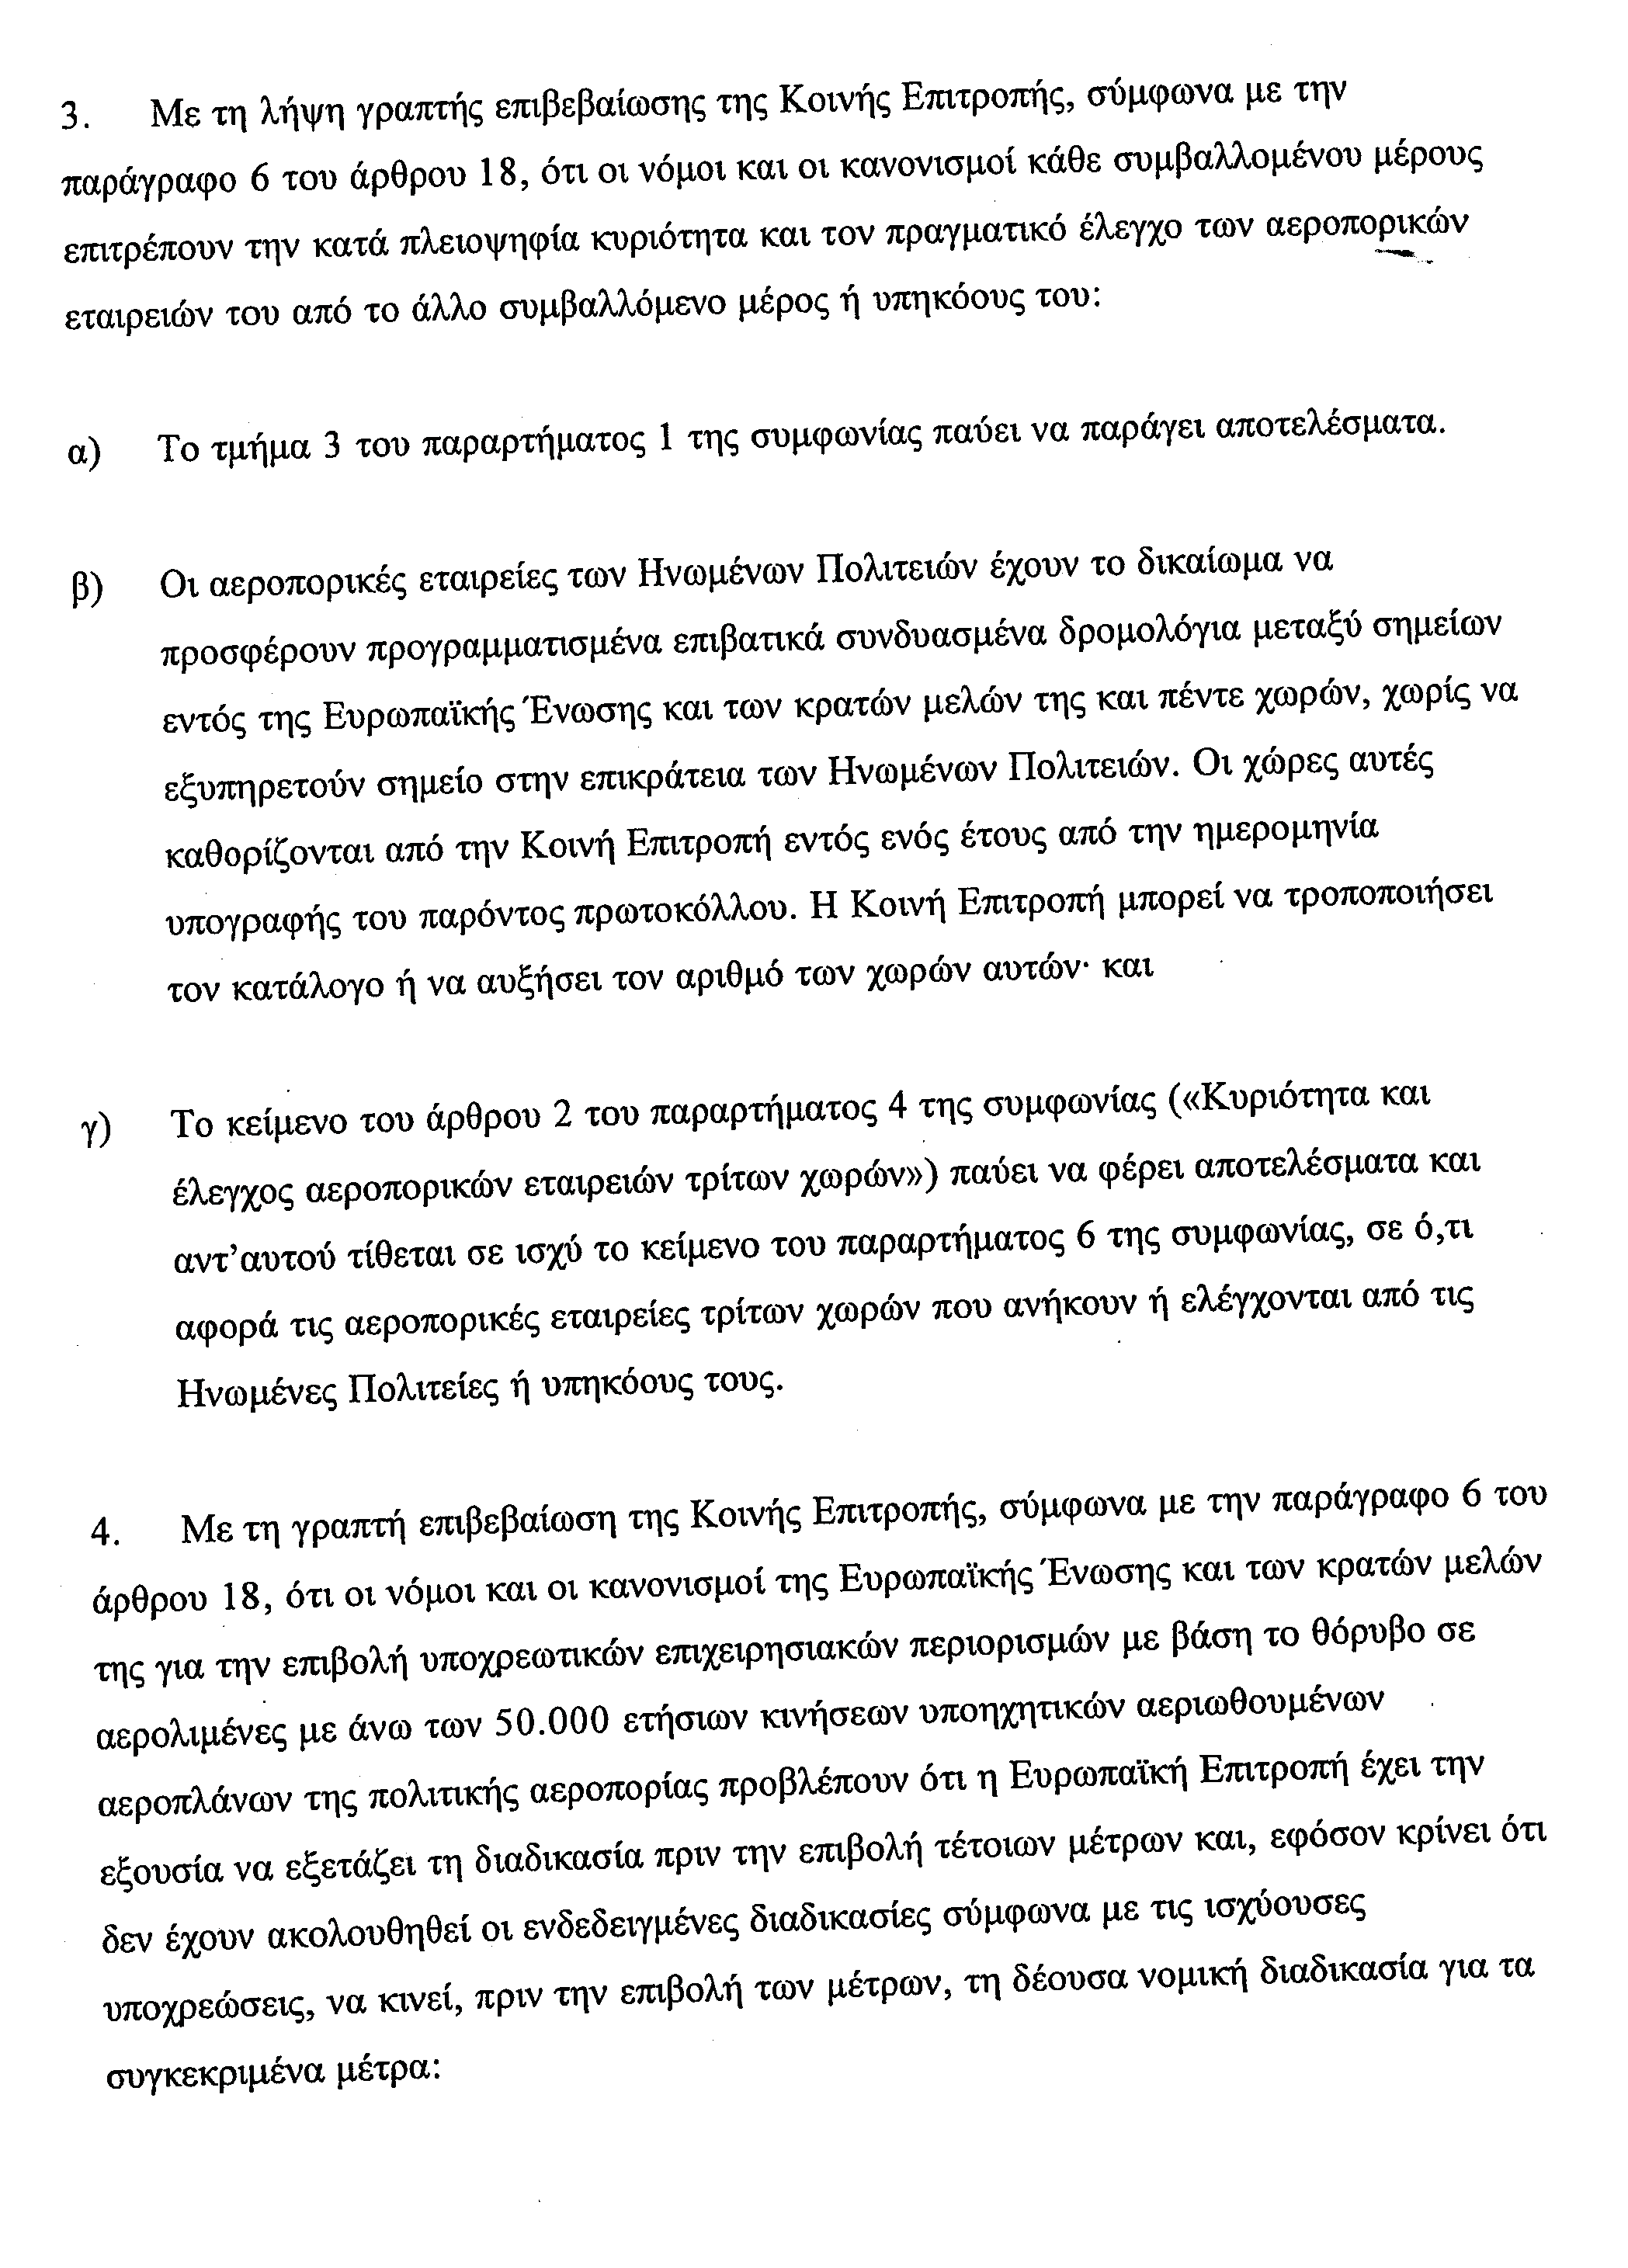 3. Με τη λήψη γραπτής επιβεβαίωσης της Κοινής Επιτροπής, σύμφωνα με την
παράγραφο 6 του άρθρου 18, ότι οι νόμοι και οι κανονισμοί κάθε συμβαλλομένου μέρους
επιτρέπουν την κατά πλειοψηφία κυριότητα και τον πραγματικό έλεγχο των αεροπορικών
εταιρειών του από το άλλο συμβαλλόμενο μέρος ή υπηκόους του:
α) Το τμήμα 3 του παραρτήματος 1 της συμφωνίας παύει να παράγει αποτελέσματα.
β) Οι αεροπορικές εταιρείες των Ηνωμένων Πολιτειών έχουν το δικαίωμα να
προσφέρουν προγραμματισμένα επιβατικά συνδυασμένα δρομολόγια μεταξύ σημείων
εντός της Ευρωπαϊκής Ένωσης και των κρατών μελών της και πέντε χωρών, χωρίς να
εξυπηρετούν σημείο στην επικράτεια των Ηνωμένων Πολιτειών. Οι χώρες αυτές
καθορίζονται από την Κοινή Επιτροπή εντός ενός έτους από την ημερομηνία
υπογραφής του παρόντος πρωτοκόλλου. Η Κοινή Επιτροπή μπορεί να τροποποιήσει
τον κατάλογο ή να αυξήσει τον αριθμό των χωρών αυτών· και
γ) Το κείμενο του άρθρου 2 του παραρτήματος 4 της συμφωνίας («Κυριότητα και
έλεγχος αεροπορικών εταιρειών τρίτων χωρών») παύει να φέρει αποτελέσματα και
αντ’αυτού τίθεται σε ισχύ το κείμενο του παραρτήματος 6 της συμφωνίας, σε ό,τι
αφορά τις αεροπορικές εταιρείες τρίτων χωρών που ανήκουν ή ελέγχονται από τις
Ηνωμένες Πολιτείες ή υπηκόους τους.
4. Με τη γραπτή επιβεβαίωση της Κοινής Επιτροπής, σύμφωνα με την παράγραφο 6 του
άρθρου 18, ότι οι νόμοι και οι κανονισμοί της Ευρωπαϊκής Ένωσης και των κρατών μελών
της για την επιβολή υποχρεωτικών επιχειρησιακών περιορισμών με βάση το θόρυβο σε
αερολιμένες με άνω των 50.000 ετήσιων κινήσεων υποηχητικών αεριωθουμένων
αεροπλάνων της πολιτικής αεροπορίας προβλέπουν ότι η Ευρωπαϊκή Επιτροπή έχει την
εξουσία να εξετάζει τη διαδικασία πριν την επιβολή τέτοιων μέτρων και, εφόσον κρίνει ότι
δεν έχουν ακολουθηθεί οι ενδεδειγμένες διαδικασίες σύμφωνα με τις ισχύουσες
υποχρεώσεις, να κινεί, πριν την επιβολή των μέτρων, τη δέουσα νομική διαδικασία για τα
συγκεκριμένα μέτρα: